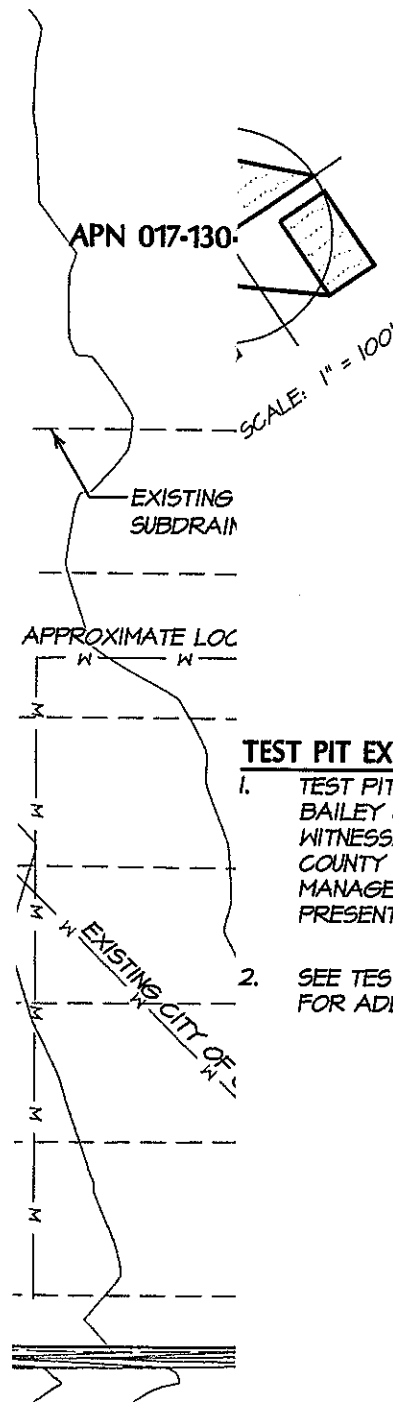 APN 017-130-
SCALE: 1" = 100'
EXISTING
SUBDRAIN
APPROXIMATE LOC
W W
W
W
W
W
W
W
W EXISTING CITY OF
W
W
TEST PIT EX
1. TEST PIT
BAILEY
WITNESS
COUNTY
MANAGE
PRESENT
2. SEE TES
FOR ADD